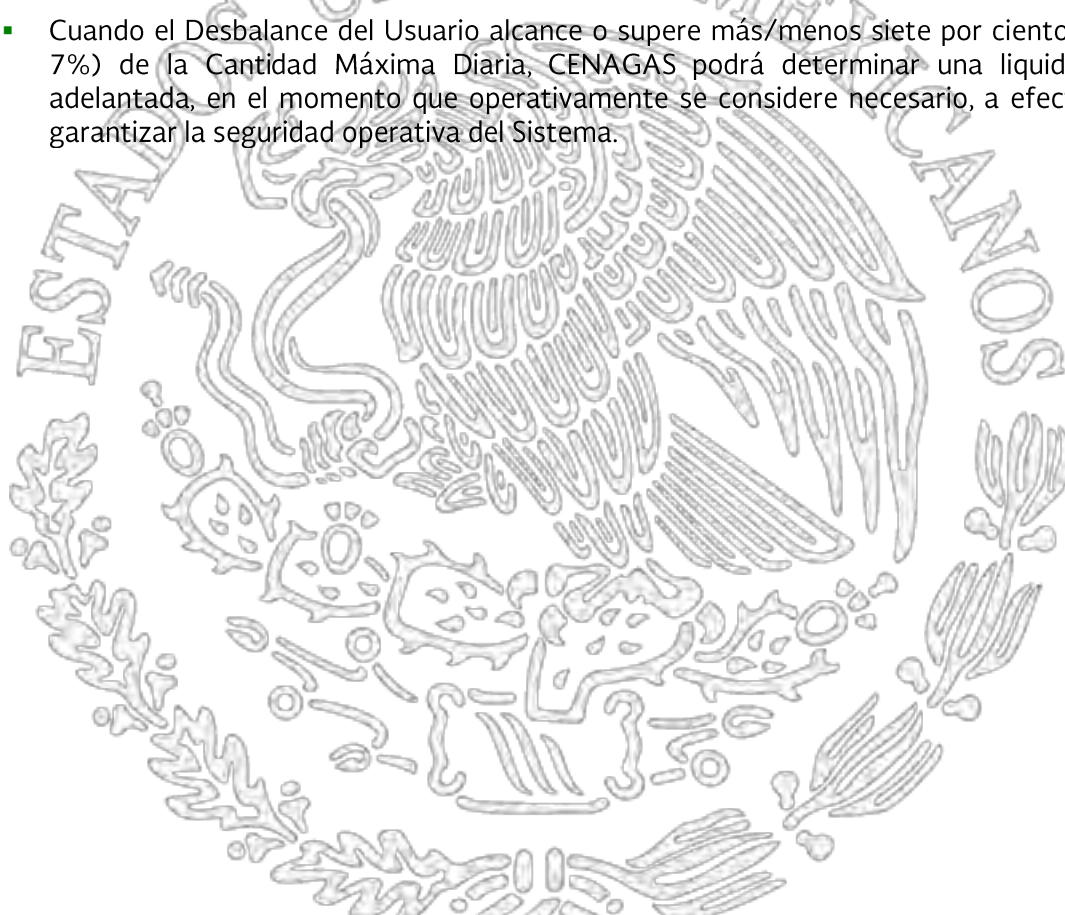 ▪ Cuando el Desbalance del Usuario alcance o supere más/menos siete por ciento
7%) de la Cantidad Máxima Diaria, CENAGAS podrá determinar una liquid
adelantada, en el momento que operativamente se considere necesario, a efec
garantizar la seguridad operativa del Sistema.
ESTADOS U MEXICANOS